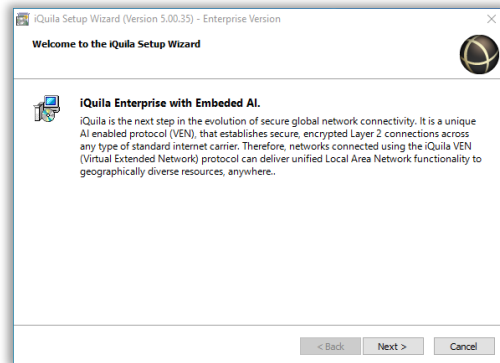 iQuila Setup Wizard (Version 5.00.35) - Enterprise Version
Welcome to the iQuila Setup Wizard
iQuila Enterprise with Embeded AI.
iQuila is the next step in the evolution of secure global network connectivity. It is a unique
AI enabled protocol (VEN), that establishes secure, encrypted Layer 2 connections across
any type of standard internet carrier. Therefore, networks connected using the iQuila VEN
(Virtual Extended Network) protocol can deliver unified Local Area Network functionality to
geographically diverse resources, anywhere..
< Back Next > Cancel